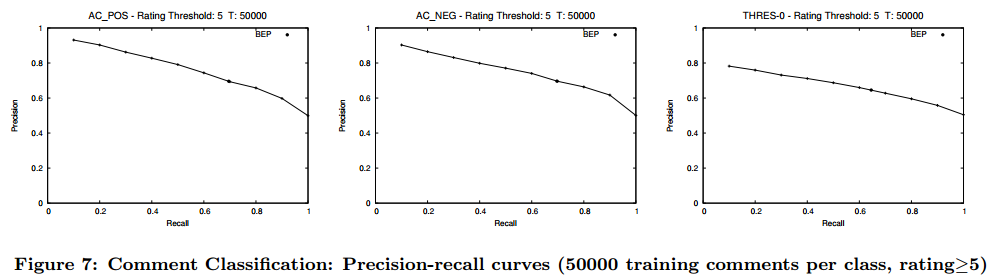 AC_POS - Rating Threshold: 5 T: 50000
BEP
1
0.8
0.6
0.4
0.2
0
Precision
0 0.2 0.4 0.6 0.8 1
Recall
AC_NEG - Rating Threshold: 5 T: 50000
BEP
1
0.8
0.6
0.4
0.2
0
Precision
0 0.2 0.4 0.6 0.8 1
Recall
THRES-0 - Rating Threshold: 5 T: 50000
BEP
1
0.8
0.6
0.4
0.2
0
Precision
0 0.2 0.4 0.6 0.8 1
Recall
Figure 7: Comment Classification: Precision-recall curves (50000 training comments per class, rating≥5)